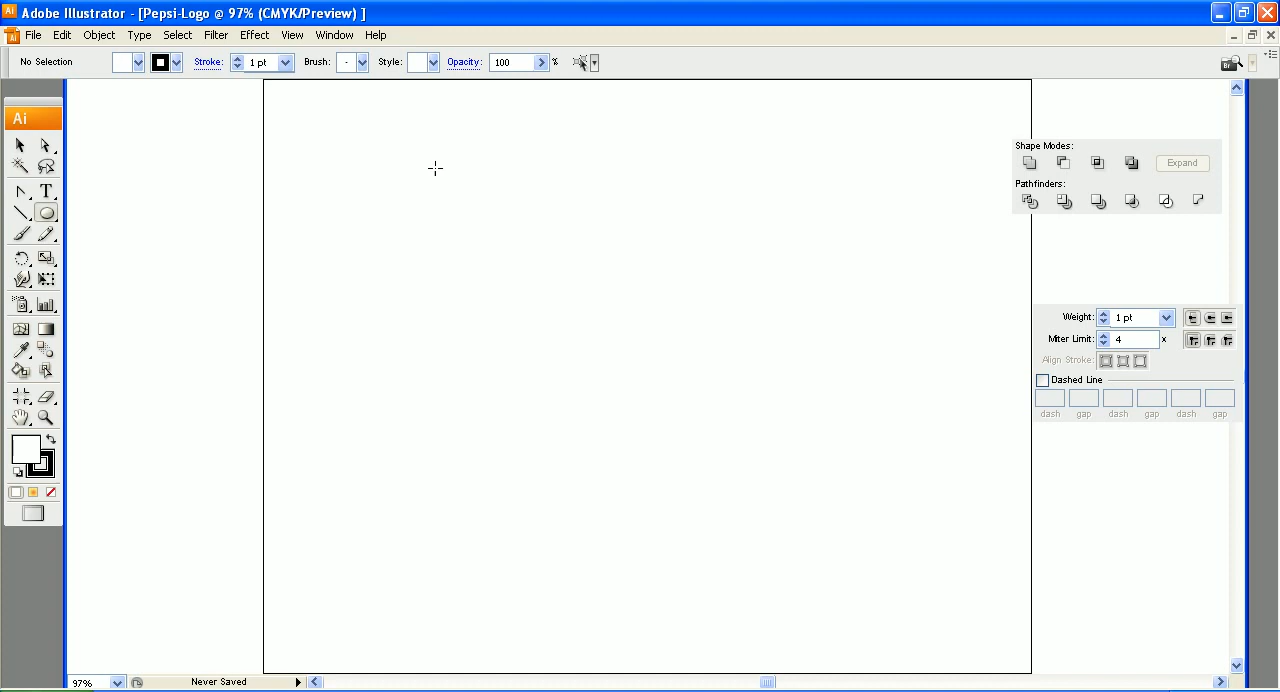 Adobe Illustrator - [Pepsi-Logo @ 97% (CMYK/Preview) ]
File Edit Object Type Select Filter Effect View Window Help
No Selection Stroke: 1 pt Brush: - Style: Opacity: 100 % Br
Ai
Shape Modes:
Expand
Pathfinders:
T
Weight: 1 pt
Miter Limit: 4 x
Align Stroke:
Dashed Line
dash gap dash gap dash gap
97% Never Saved